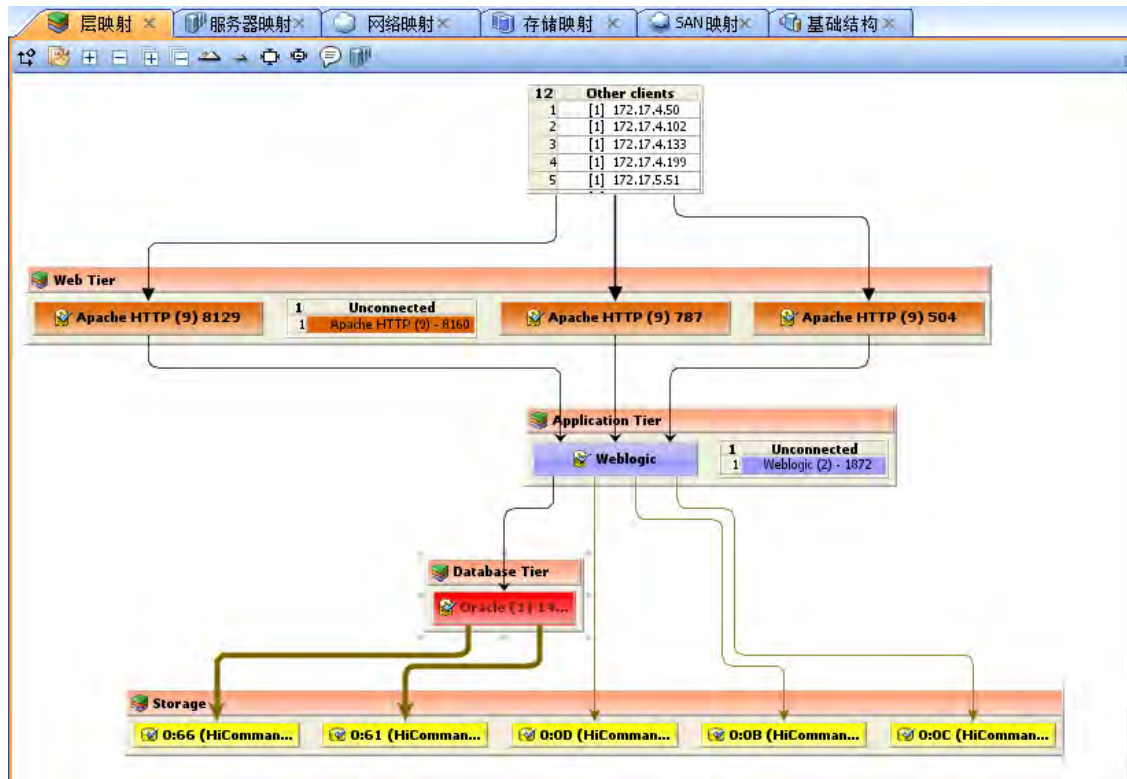 层映射 服务器映射 网络映射 存储映射 SAN映射 基础结构
12 Other clients
1 [1] 172.17.4.50
2 [1] 172.17.4.102
3 [1] 172.17.4.133
4 [1] 172.17.4.199
5 [1] 172.17.5.51
Web Tier
Apache HTTP (9) 8129
1 Unconnected
1 Apache HTTP (9) - 8160
Apache HTTP (9) 787
Apache HTTP (9) 504
Application Tier
Weblogic
1 Unconnected
1 Weblogic (2) - 1872
Database Tier
Oracle
Storage
0:66 (HiComman...
0:61 (HiComman...
0:0D (HiComman...
0:0B (HiComman...
0:0C (HiComman...